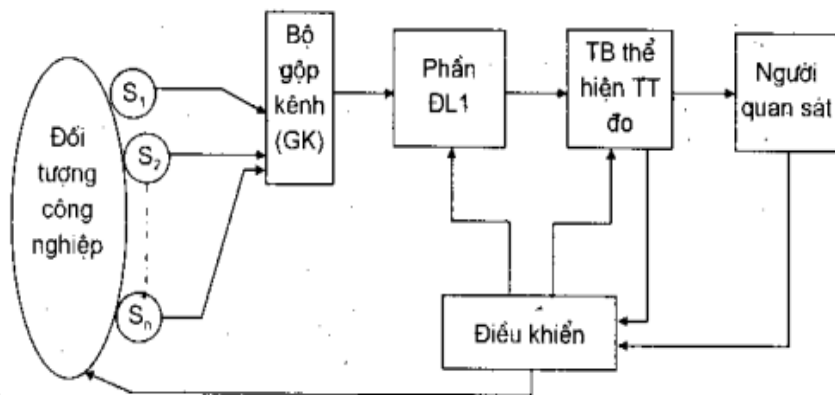 Đối
tượng
công
nghiệp
S1
S2
Sn
Bộ
gộp
kênh
(GK)
Phần
ĐL1
TB thể
hiện TT
đo
Người
quan sát
Điều khiển